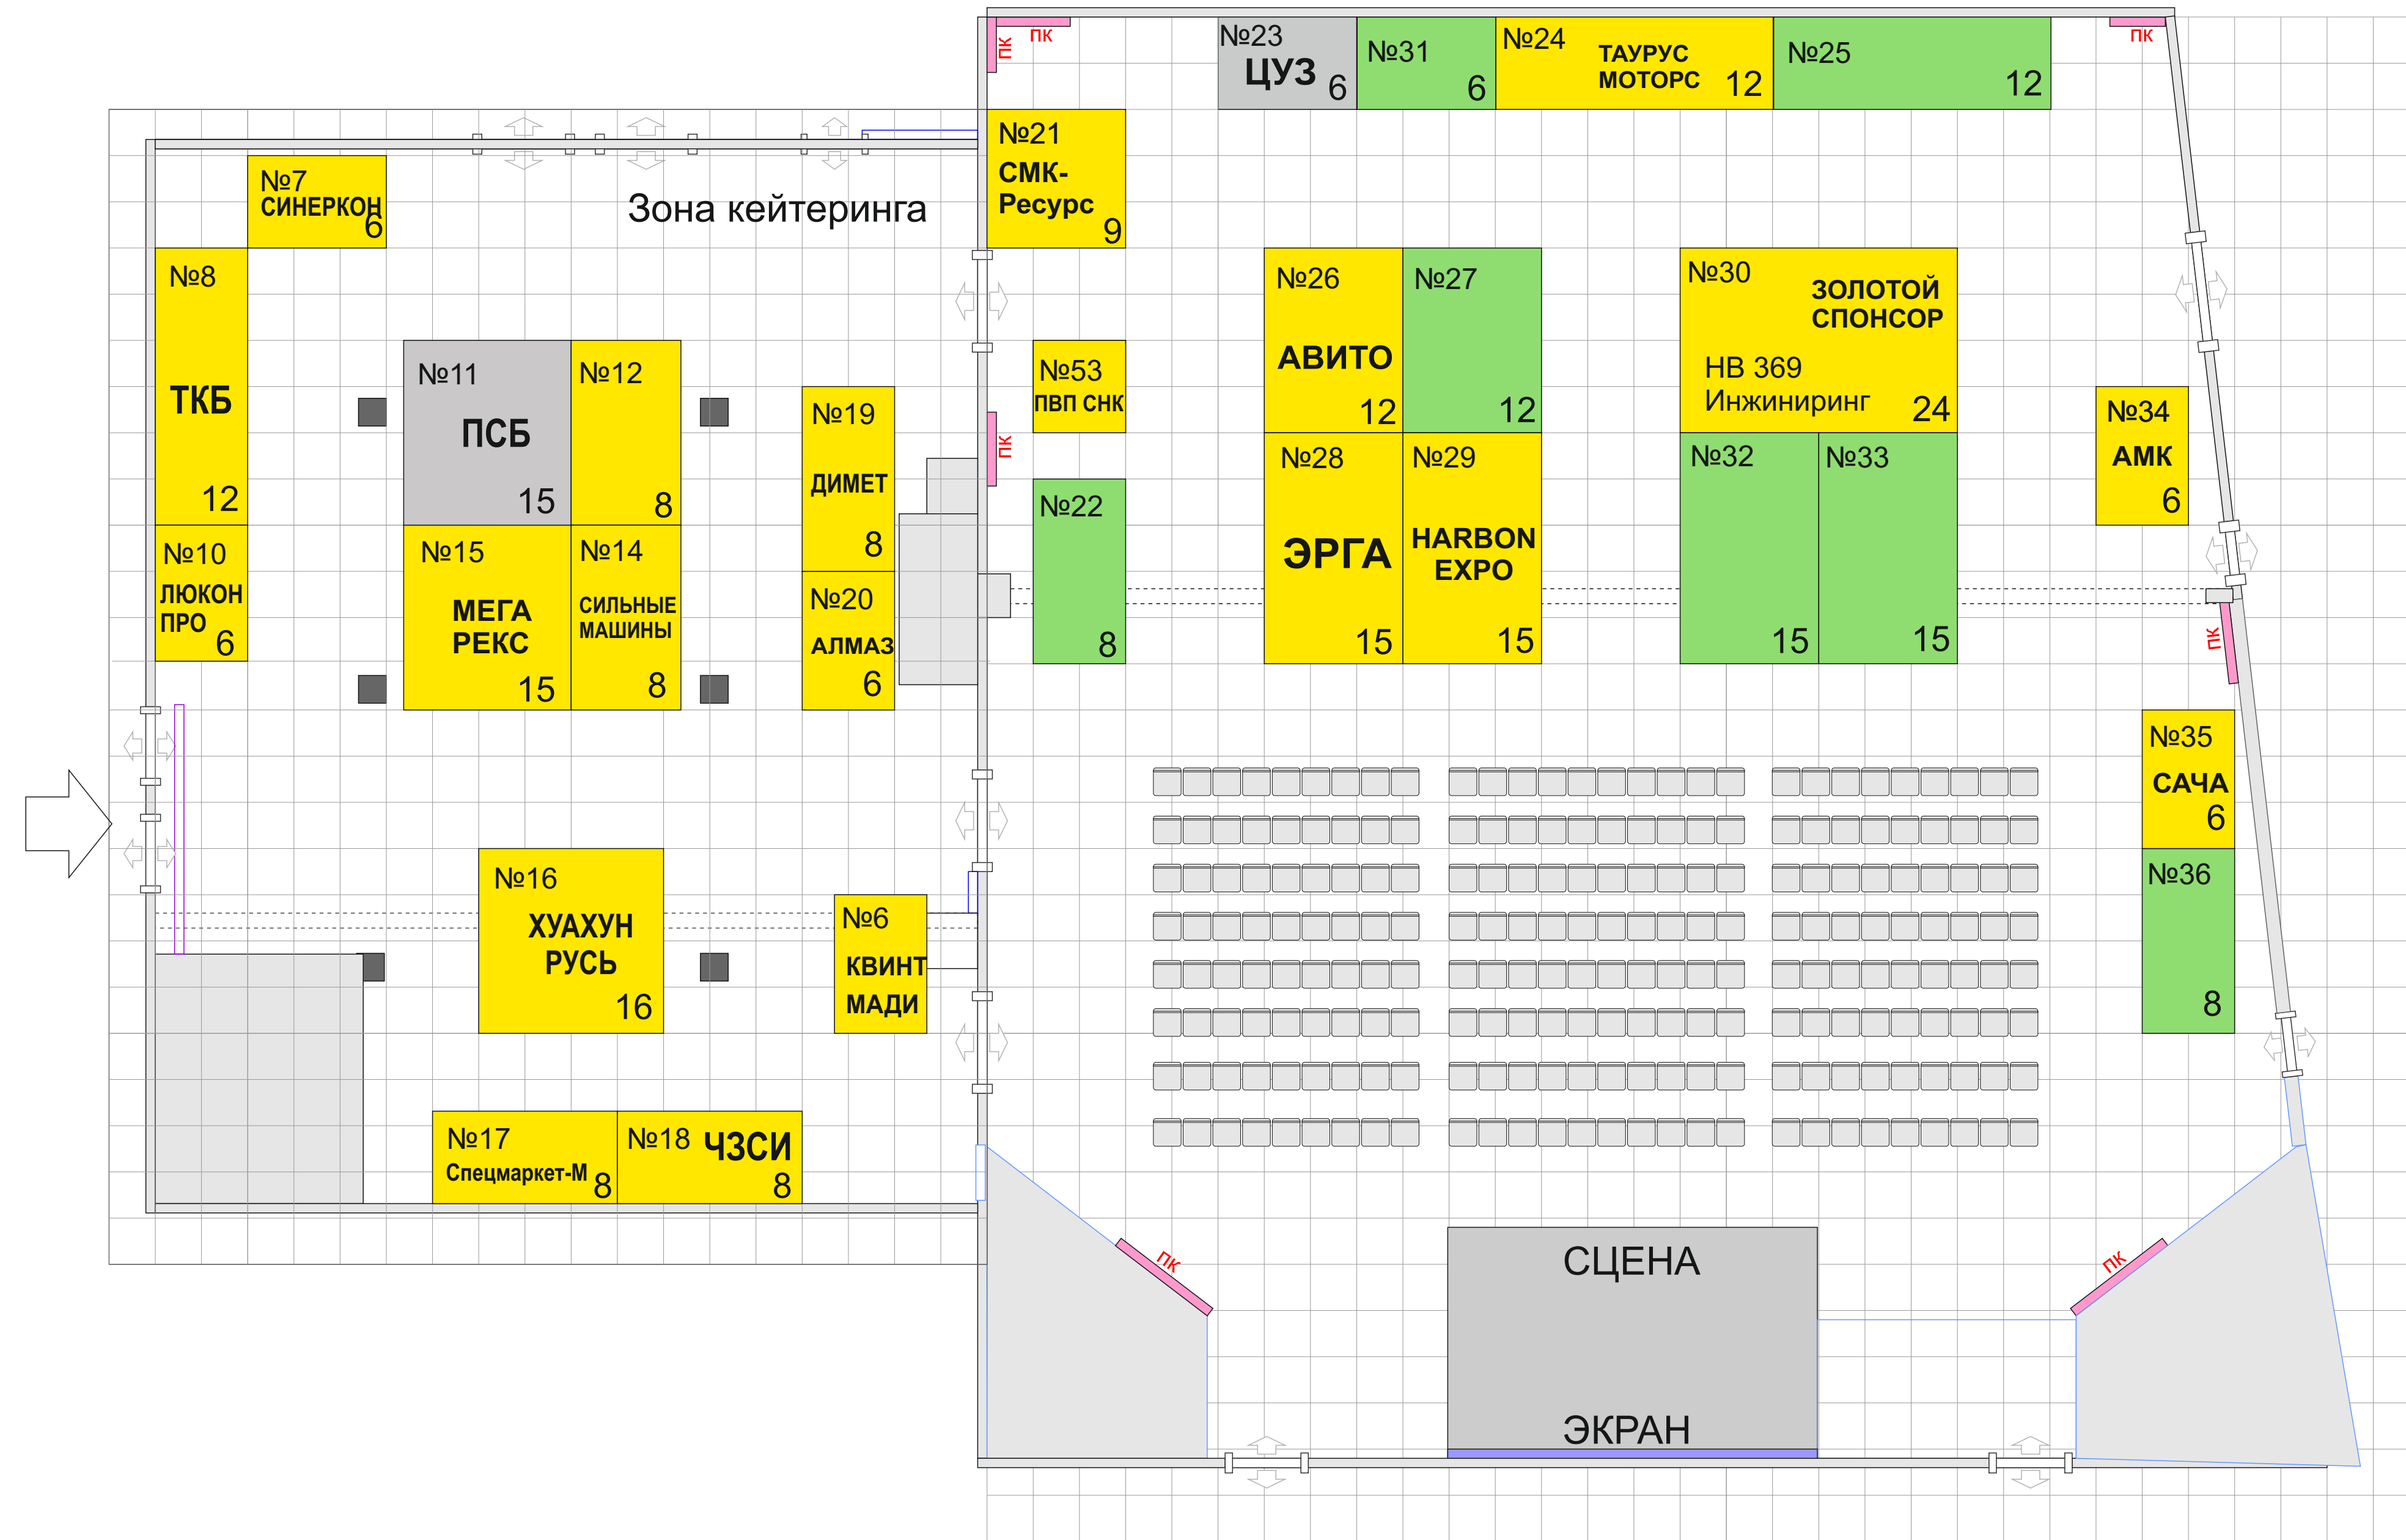 ПК
ПК
№23
ЦУЗ
6
№31
6
№24
ТАУРУС
МОТОРС
12
№25
12
ПК
№7
СИНЕРКОН
6
Зона кейтеринга
№21
СМК-
Ресурс
9
№8
ТКБ
12
№10
ЛЮКОН
ПРО
6
№11
ПСБ
15
№12
8
№15
МЕГА
РЕКС
15
№14
СИЛЬНЫЕ
МАШИНЫ
8
№19
ДИМЕТ
8
№20
АЛМАЗ
6
№53
ПВП СНК
ПК
№22
8
№26
АВИТО
12
№27
12
№28
ЭРГА
15
№29
HARBON
EXPO
15
№30
ЗОЛОТОЙ
СПОНСОР
НВ 369
Инжиниринг
24
№32
15
№33
15
№34
АМК
6
ПК
№35
САЧА
6
№36
8
№16
ХУАХУН
РУСЬ
16
№6
КВИНТ
МАДИ
№17
Спецмаркет-М
8
№18
ЧЗСИ
8
ПК
СЦЕНА
ЭКРАН
ПК